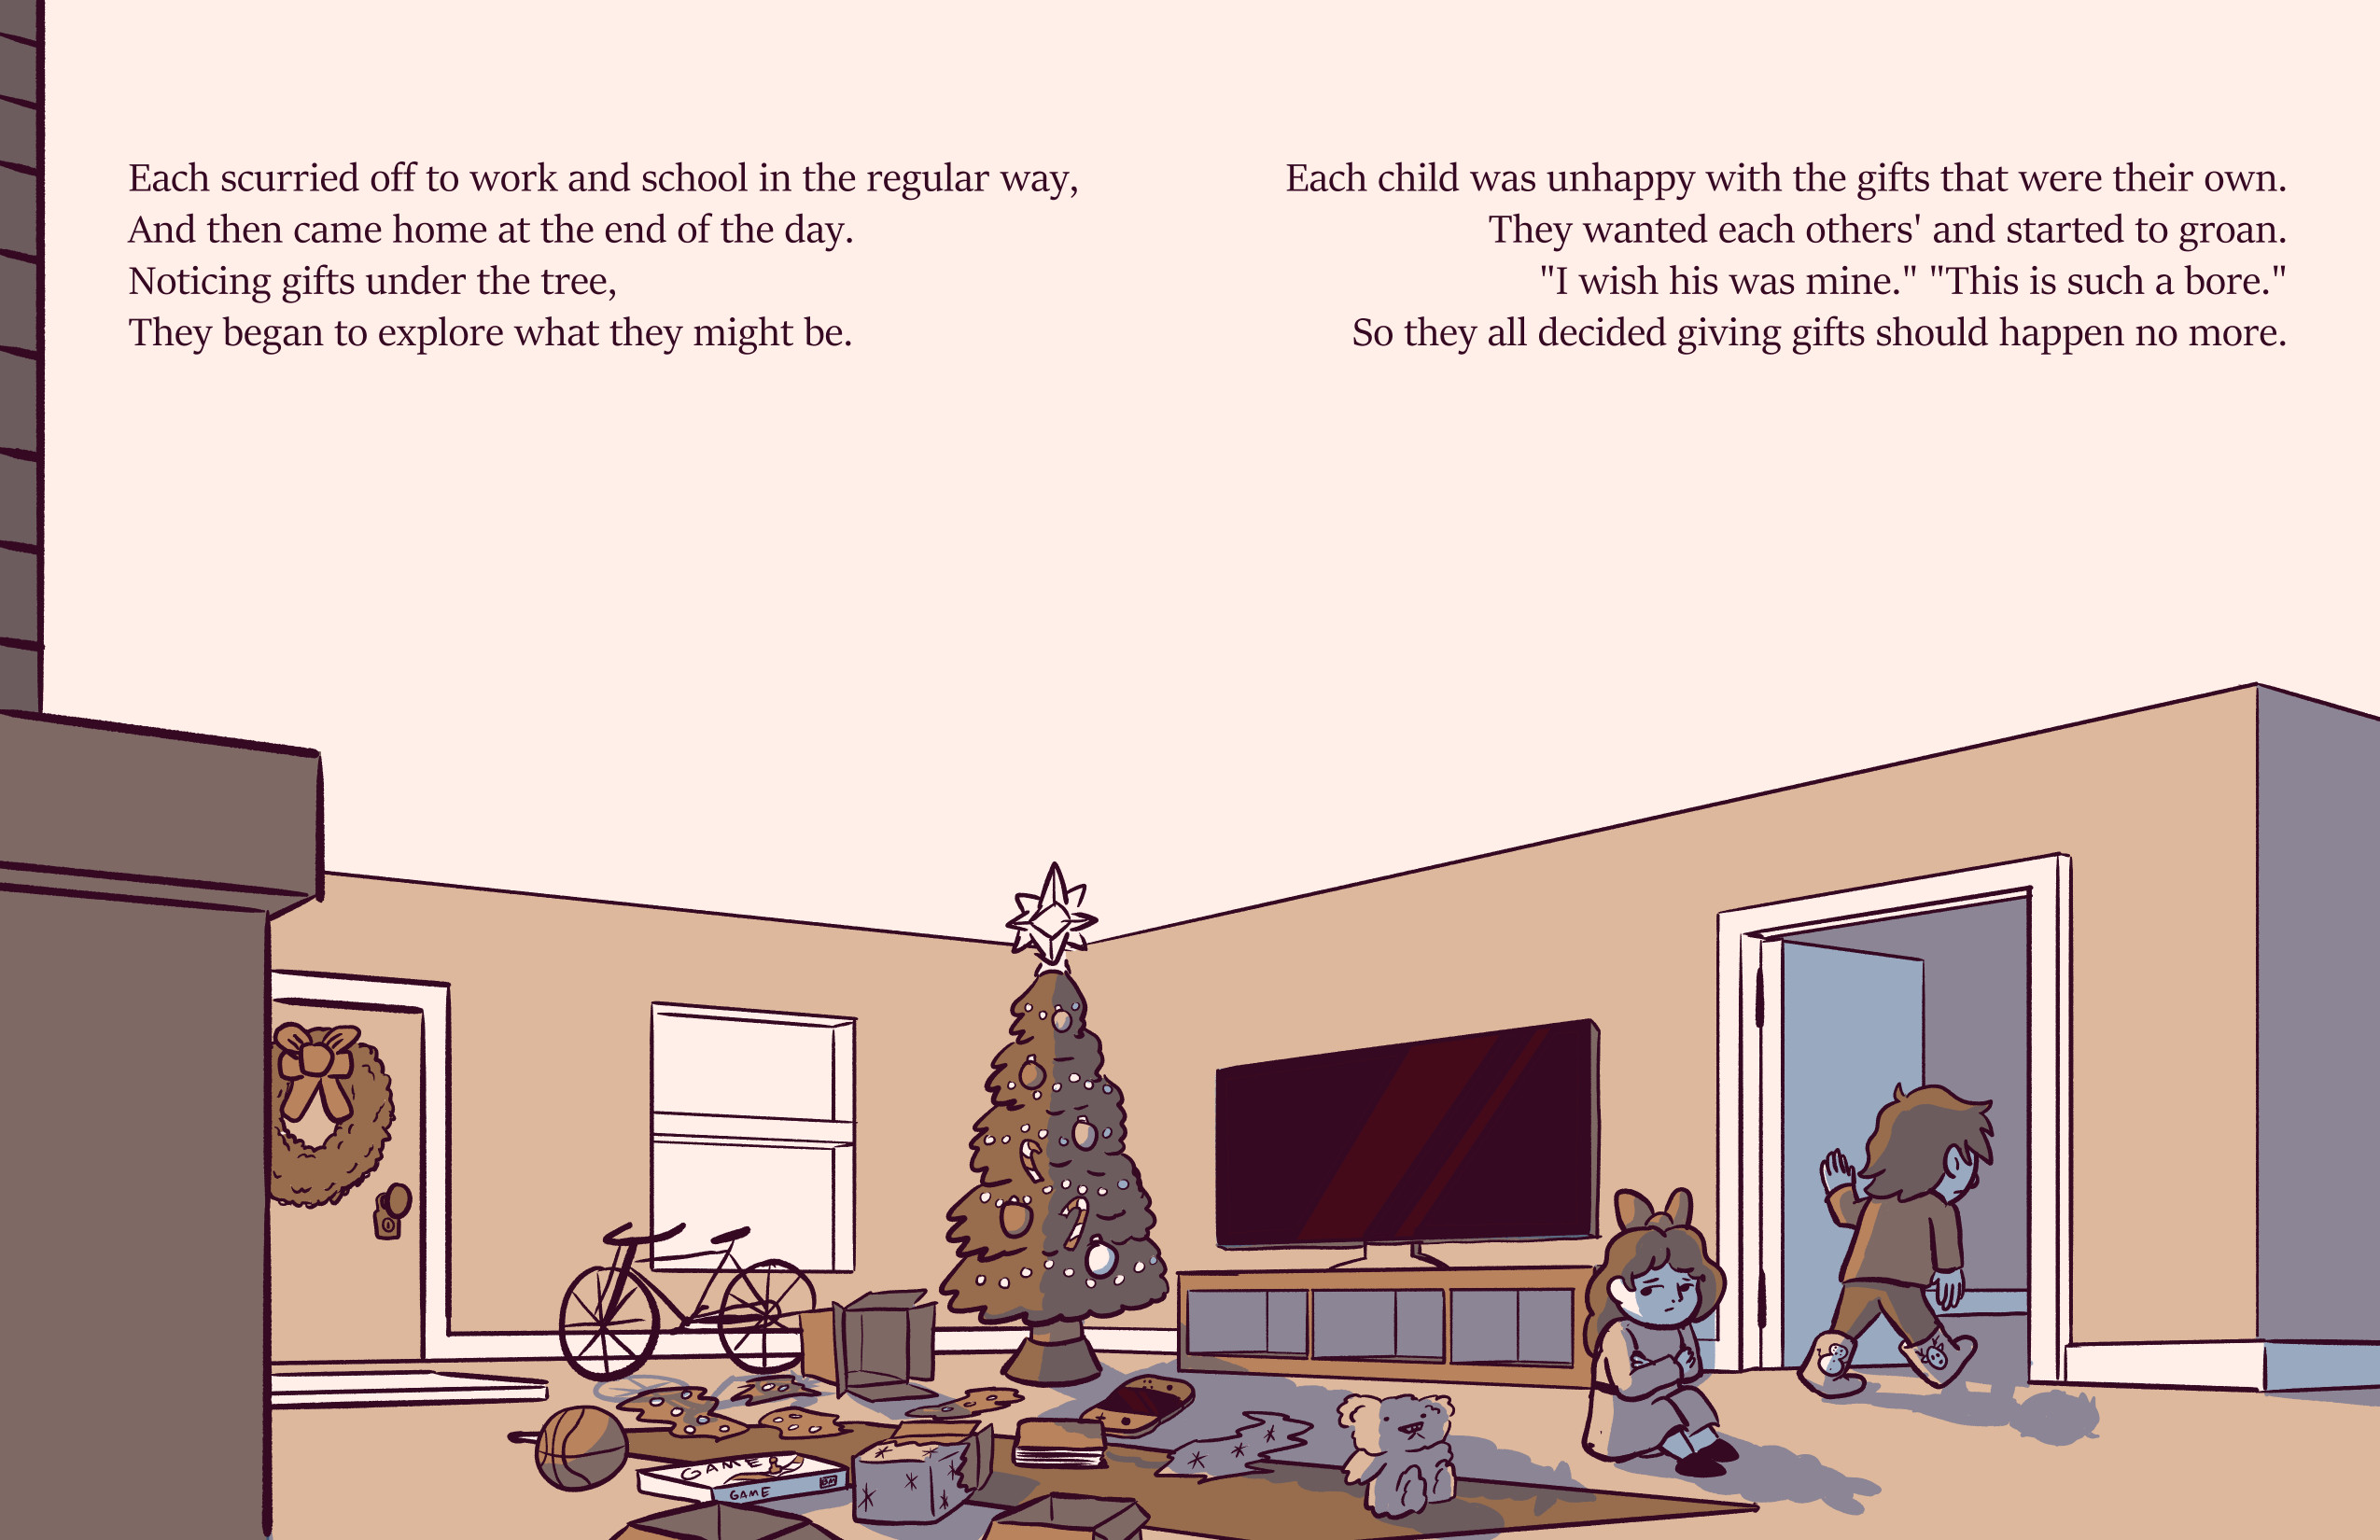 Each scurried off to work and school in the regular way,
And then came home at the end of the day.
Noticing gifts under the tree,
They began to explore what they might be.
Each child was unhappy with the gifts that were their own.
They wanted each others' and started to groan.
"I wish his was mine." "This is such a bore."
So they all decided giving gifts should happen no more.
GAME
GAME